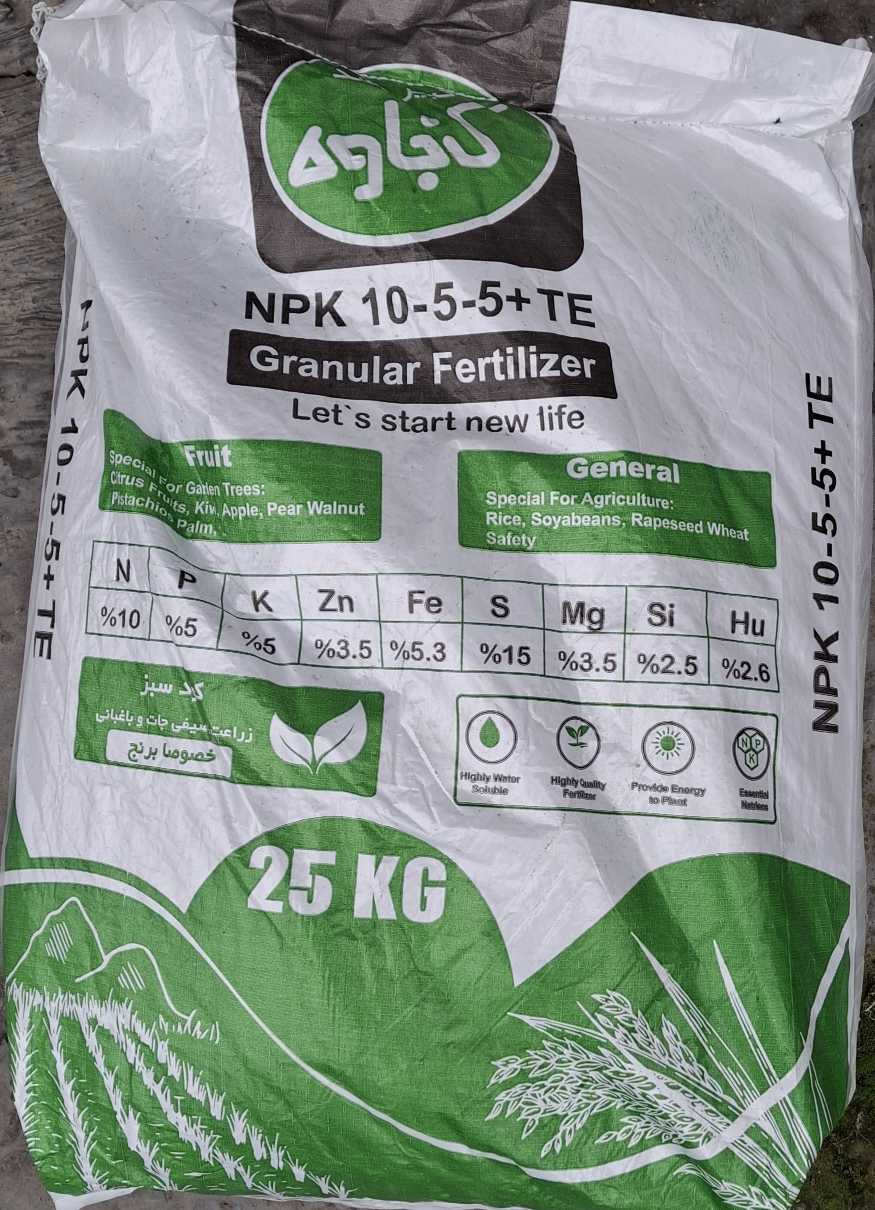 گنجاوه
NPK 10-5-5+TE
Granular Fertilizer
Let`s start new life
Fruit
Special For Garden Trees:
Citrus Fruits, Kiwi, Apple, Pear Walnut
Pistachios Palm,
General
Special For Agriculture:
Rice, Soyabeans, Rapeseed Wheat
Safety
N P K Zn Fe S Mg Si Hu
%10 %5 %5 %3.5 %5.3 %15 %3.5 %2.5 %2.6
کود سبز
زراعت صیفی جات و باغبانی
خصوصا برنج
Highly Water
Soluble
Highly Quality
Fertilizer
Provide Energy
to Plant
N P
K
Essential
Nutriens
25 KG
NPK 10-5-5+TE
NPK 10-5-5+TE